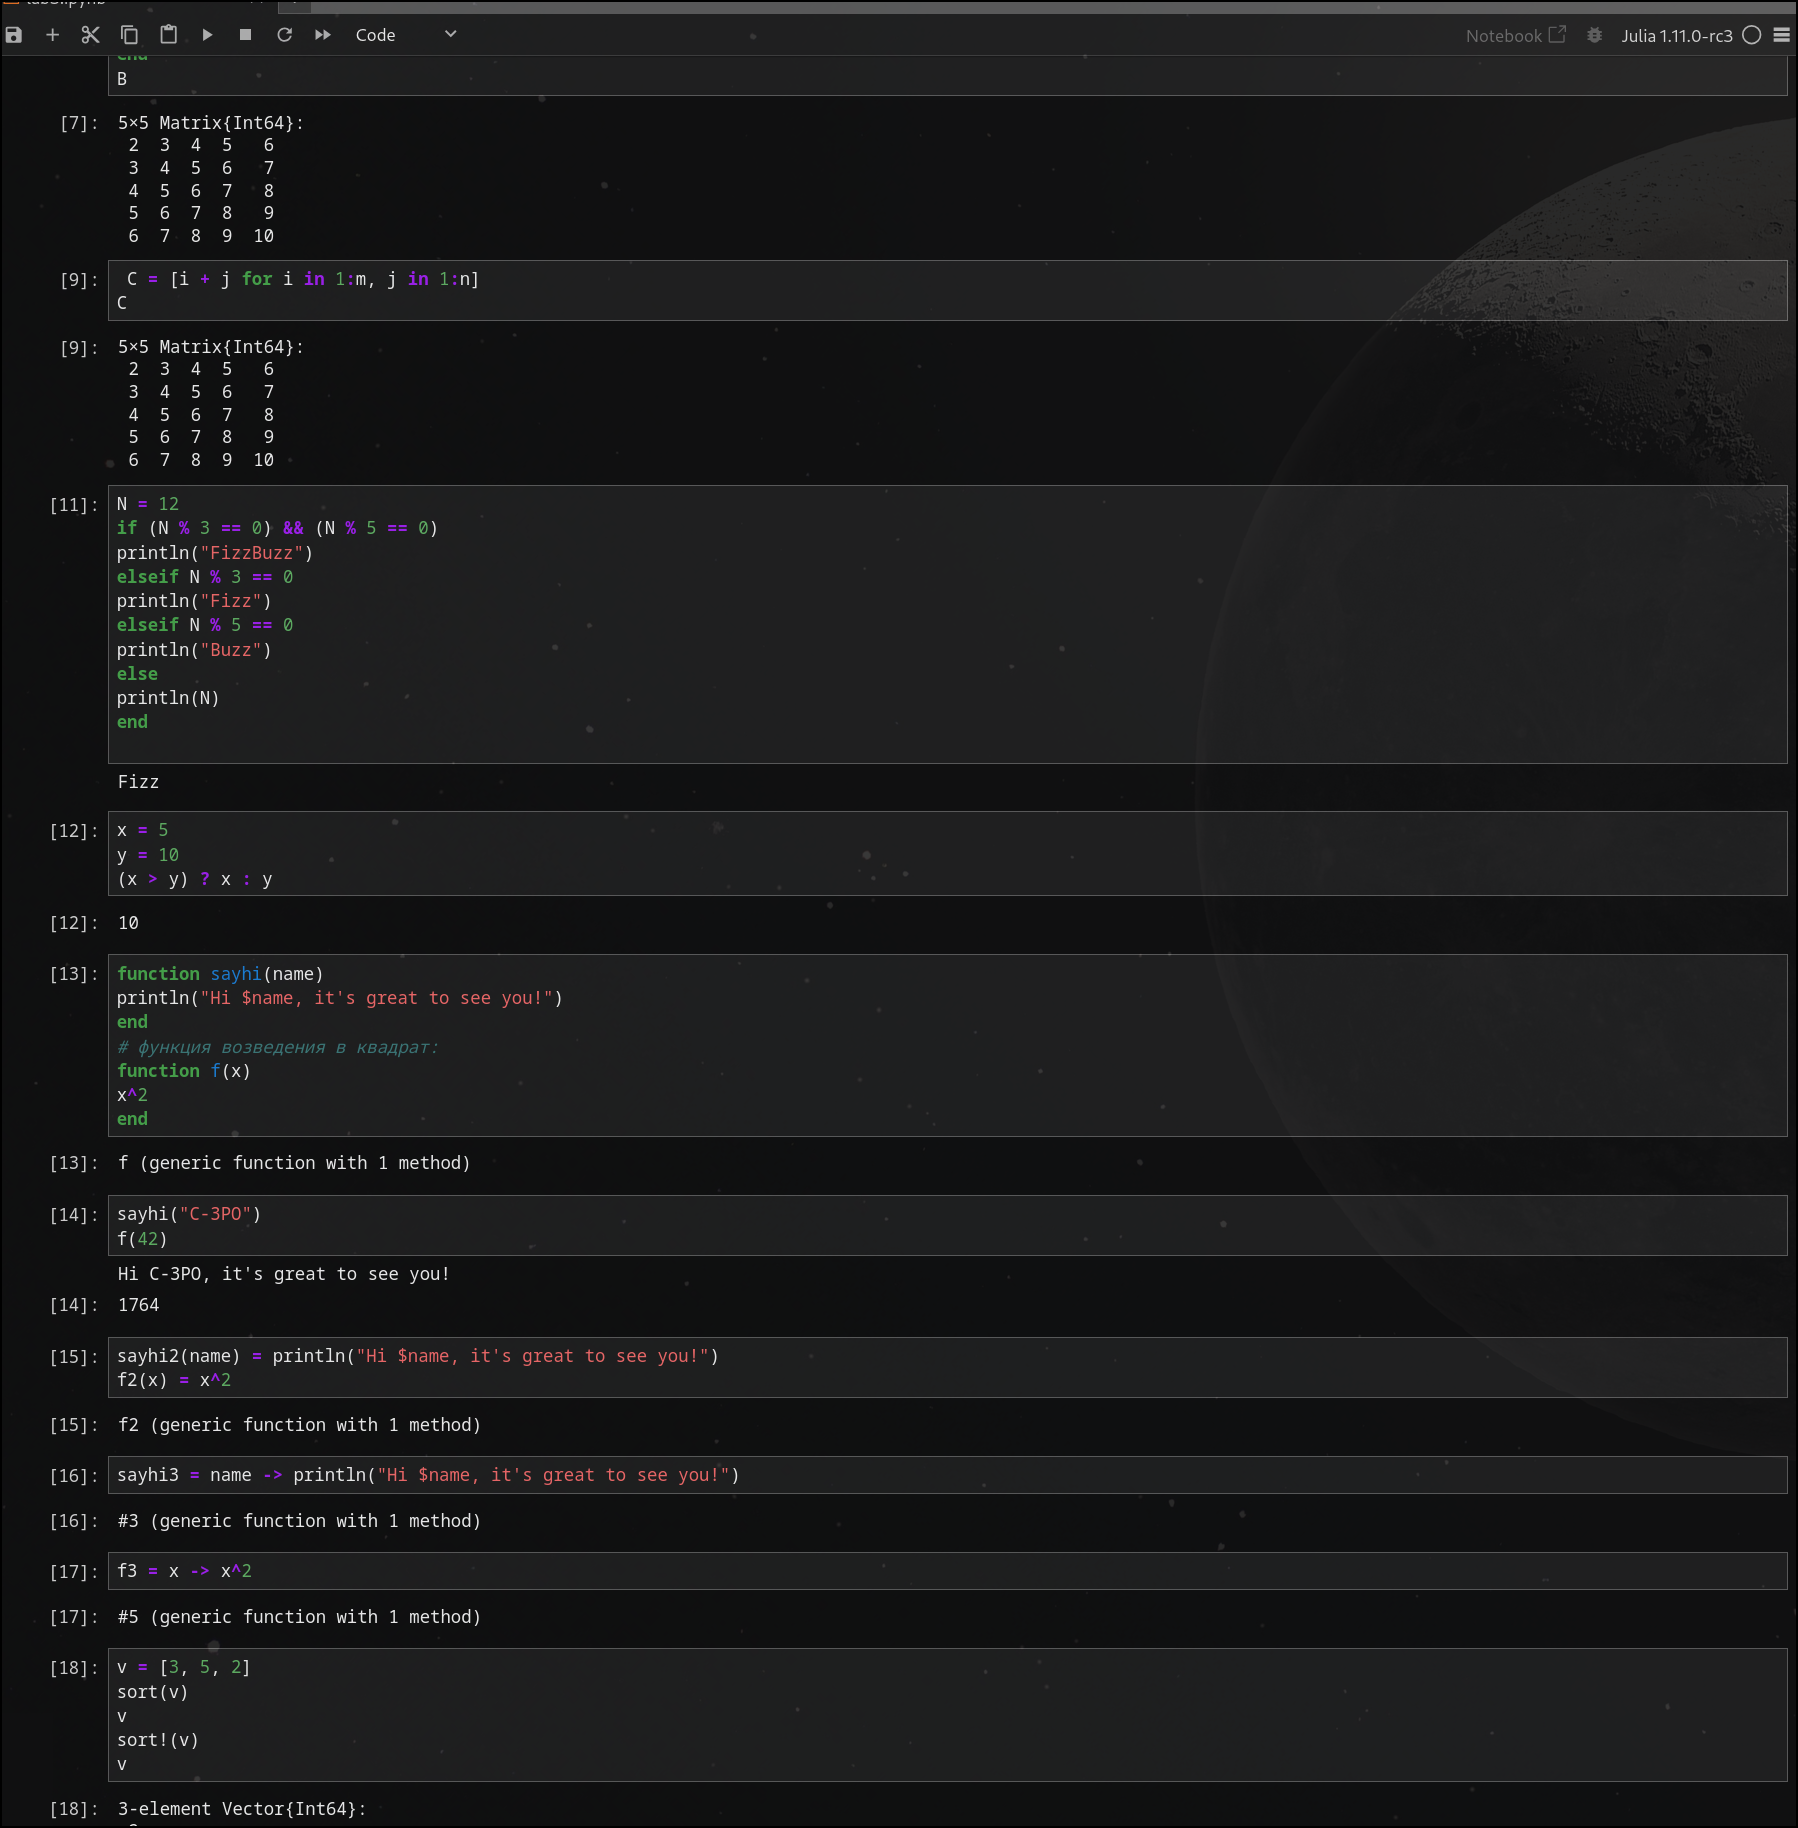 Code
Notebook
Julia 1.11.0-rc3
end
B
[7]: 5×5 Matrix{Int64}:
2 3 4 5 6
3 4 5 6 7
4 5 6 7 8
5 6 7 8 9
6 7 8 9 10
[9]: C = [i + j for i in 1:m, j in 1:n]
C
[9]: 5×5 Matrix{Int64}:
2 3 4 5 6
3 4 5 6 7
4 5 6 7 8
5 6 7 8 9
6 7 8 9 10
[11]: N = 12
if (N % 3 == 0) && (N % 5 == 0)
println("FizzBuzz")
elseif N % 3 == 0
println("Fizz")
elseif N % 5 == 0
println("Buzz")
else
println(N)
end
Fizz
[12]: x = 5
y = 10
(x > y) ? x : y
[12]: 10
[13]: function sayhi(name)
println("Hi $name, it's great to see you!")
end
# функция возведения в квадрат:
function f(x)
x^2
end
[13]: f (generic function with 1 method)
[14]: sayhi("C-3PO")
f(42)
Hi C-3PO, it's great to see you!
[14]: 1764
[15]: sayhi2(name) = println("Hi $name, it's great to see you!")
f2(x) = x^2
[15]: f2 (generic function with 1 method)
[16]: sayhi3 = name -> println("Hi $name, it's great to see you!")
[16]: #3 (generic function with 1 method)
[17]: f3 = x -> x^2
[17]: #5 (generic function with 1 method)
[18]: v = [3, 5, 2]
sort(v)
v
sort!(v)
v
[18]: 3-element Vector{Int64}: